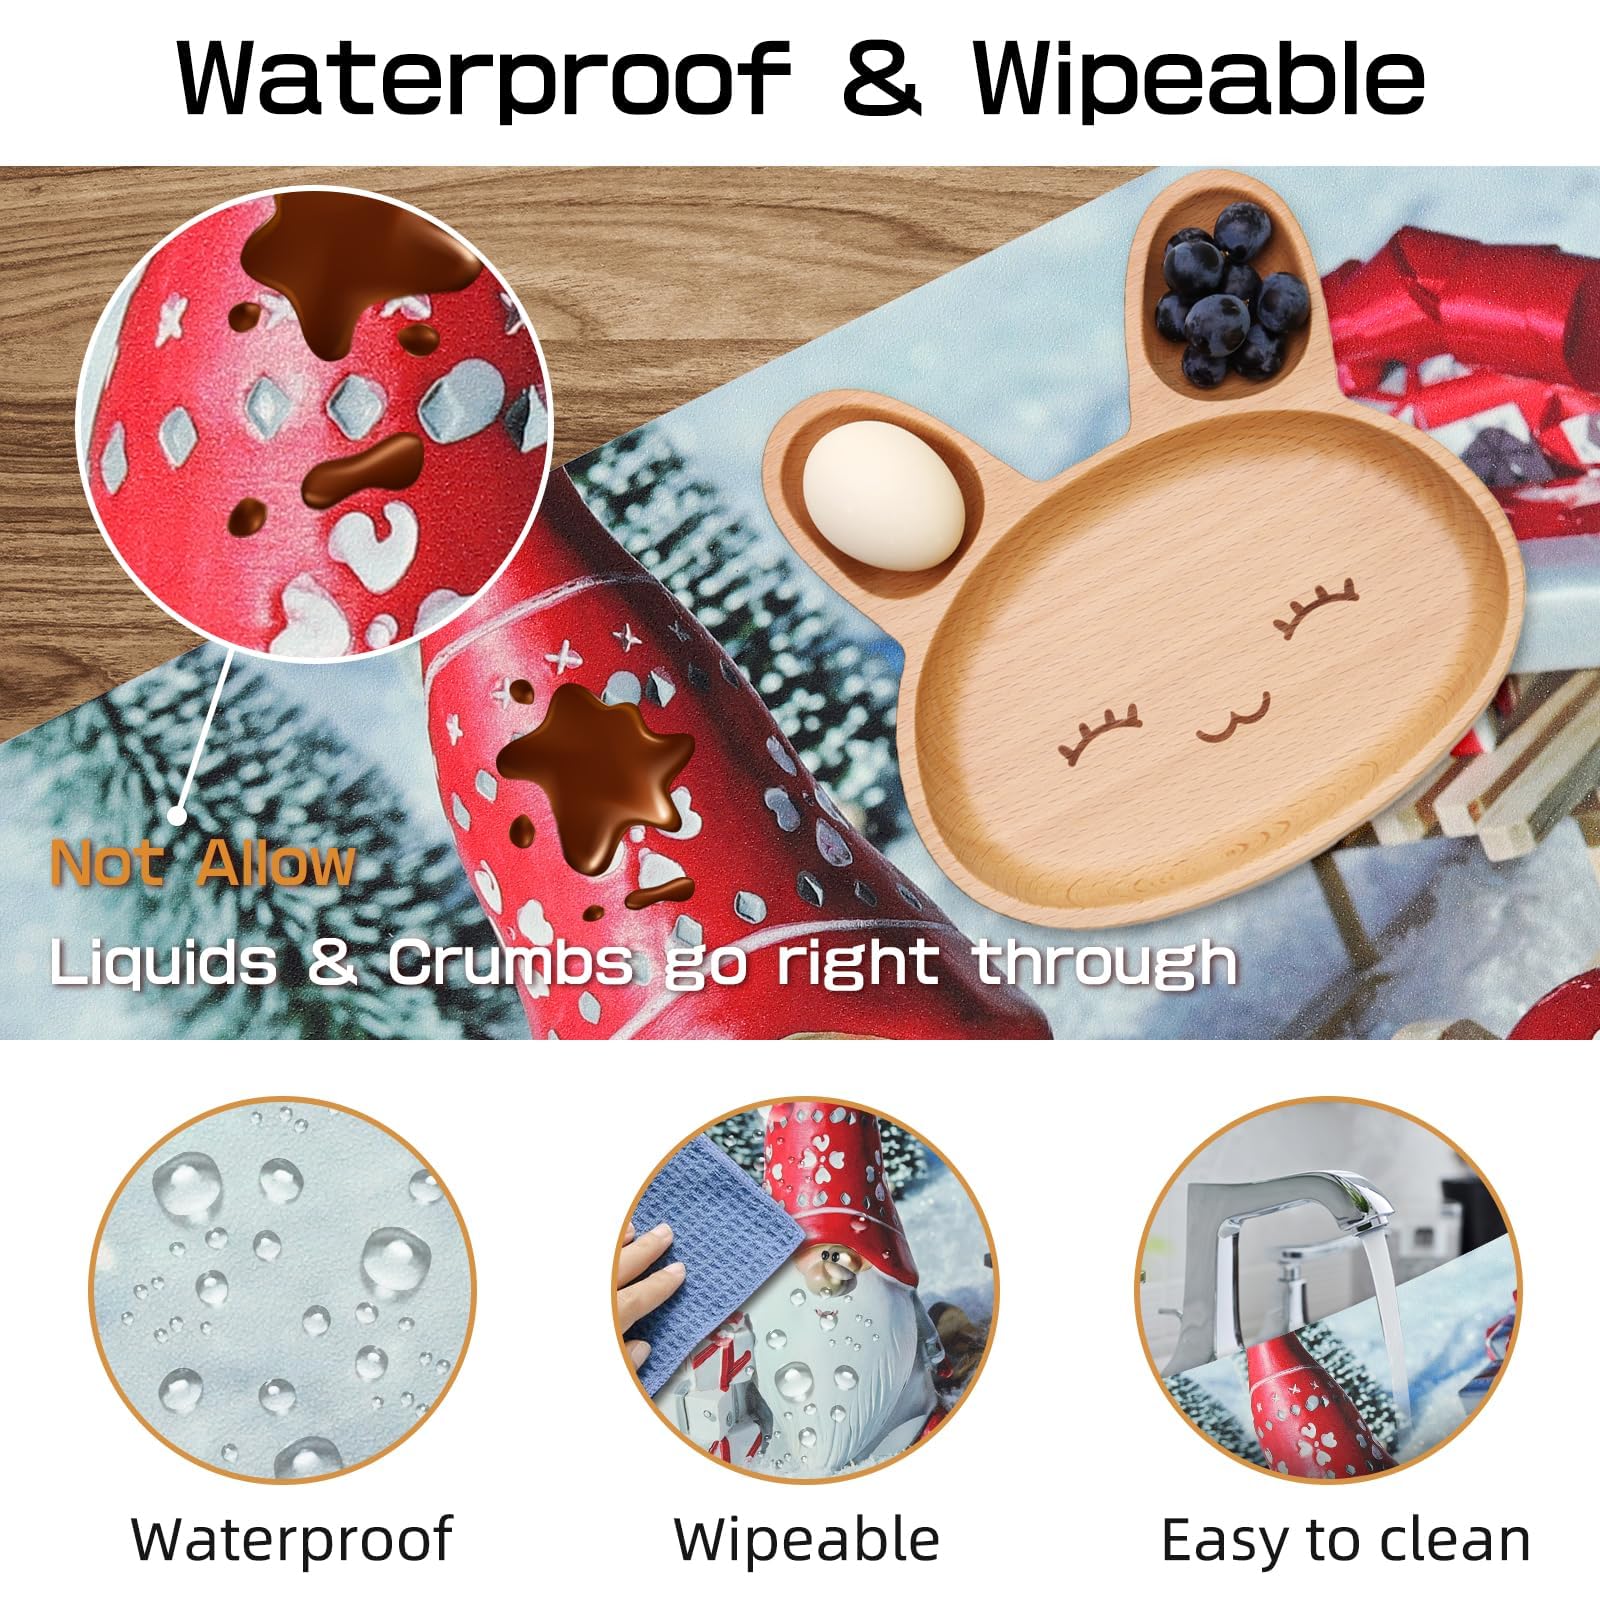 Waterproof & Wipeable
Not Allow
Liquids & Crumbs go right through
Waterproof
Wipeable
Easy to clean